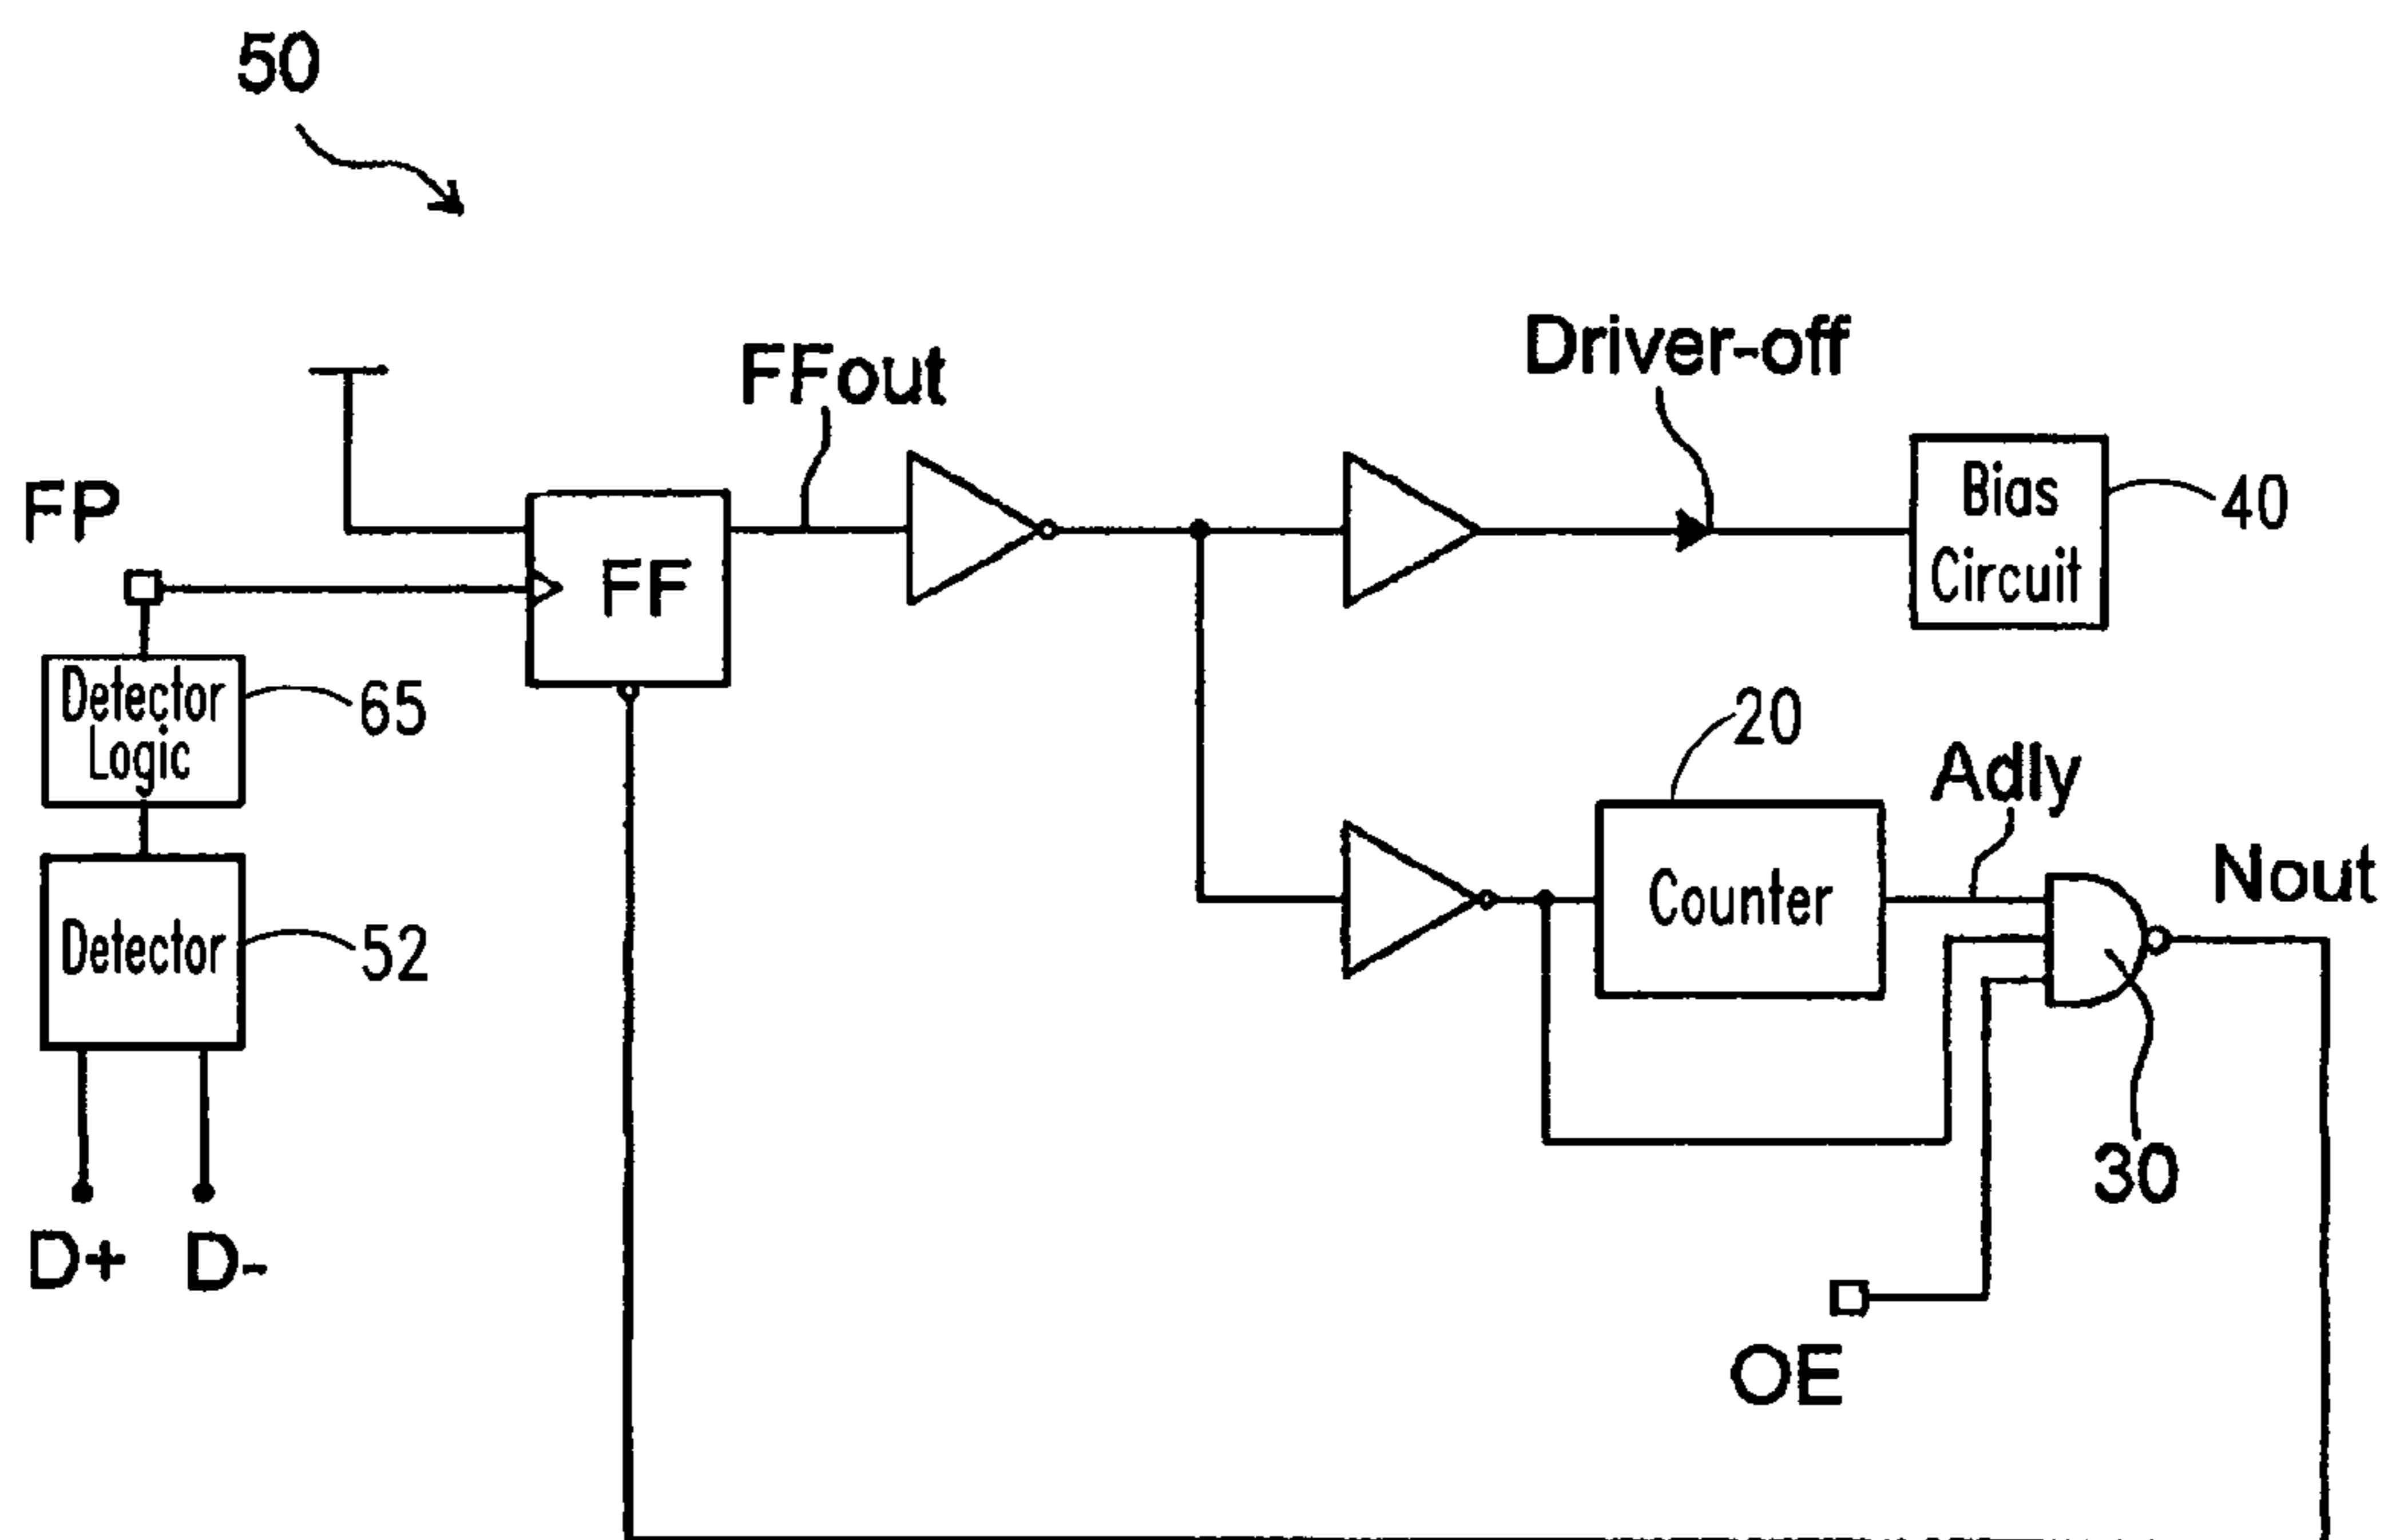 50
Driver-off
FFout
Bias
Circuit
40
FP
FF
Detector
Logic
65
20
Adly
Nout
Counter
Detector
52
30
D+
D-
OE